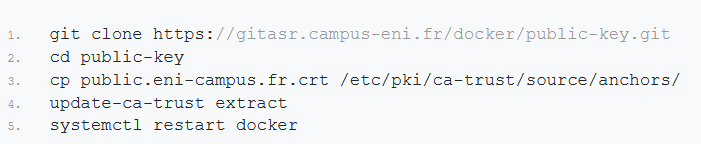 1. git clone https://gitasr.campus-eni.fr/docker/public-key.git
2. cd public-key
3. cp public.eni-campus.fr.crt /etc/pki/ca-trust/source/anchors/
4. update-ca-trust extract
5. systemctl restart docker